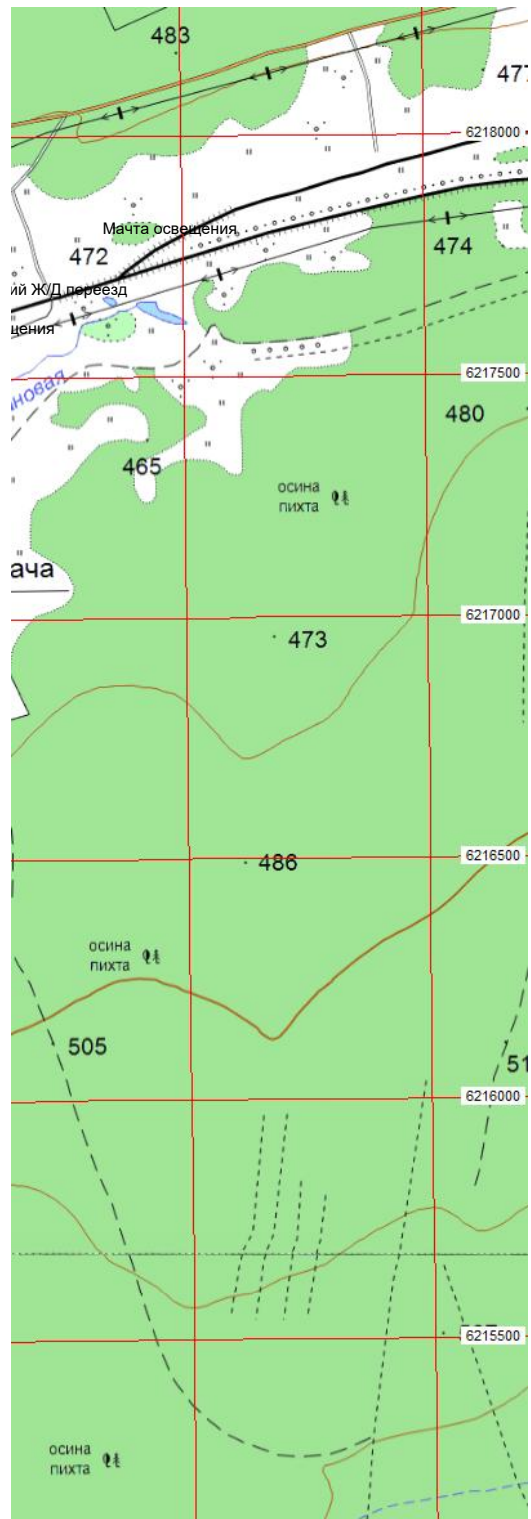 483
477
6218000
Мачта освещения
472
474
ий Ж/Д переезд
щения
новая
6217500
480
465
осина
пихта
ача
6217000
473
6216500
486
осина
пихта
505
51
6216000
6215500
осина
пихта